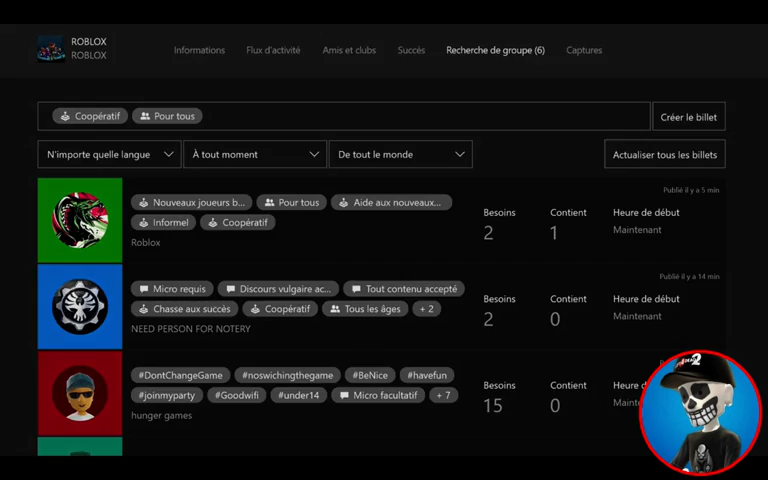 ROBLOX
ROBLOX
Informations Flux d'activité Amis et clubs Succès Recherche de groupe (6) Captures
Coopératif Pour tous Créer le billet
N'importe quelle langue À tout moment De tout le monde Actualiser tous les billets
Publié il y a 5 min
Nouveaux joueurs b... Pour tous Aide aux nouveaux...
Informel Coopératif
Roblox
Besoins Contient Heure de début
2 1 Maintenant
Publié il y a 14 min
Micro requis Discours vulgaire ac... Tout contenu accepté
Chasse aux succès Coopératif Tous les âges + 2
NEED PERSON FOR NOTERY
Besoins Contient Heure de début
2 0 Maintenant
#DontChangeGame #noswichingthegame #BeNice #havefun
#joinmyparty #Goodwifi #under14 Micro facultatif + 7
hunger games
Besoins Contient Heure
15 0